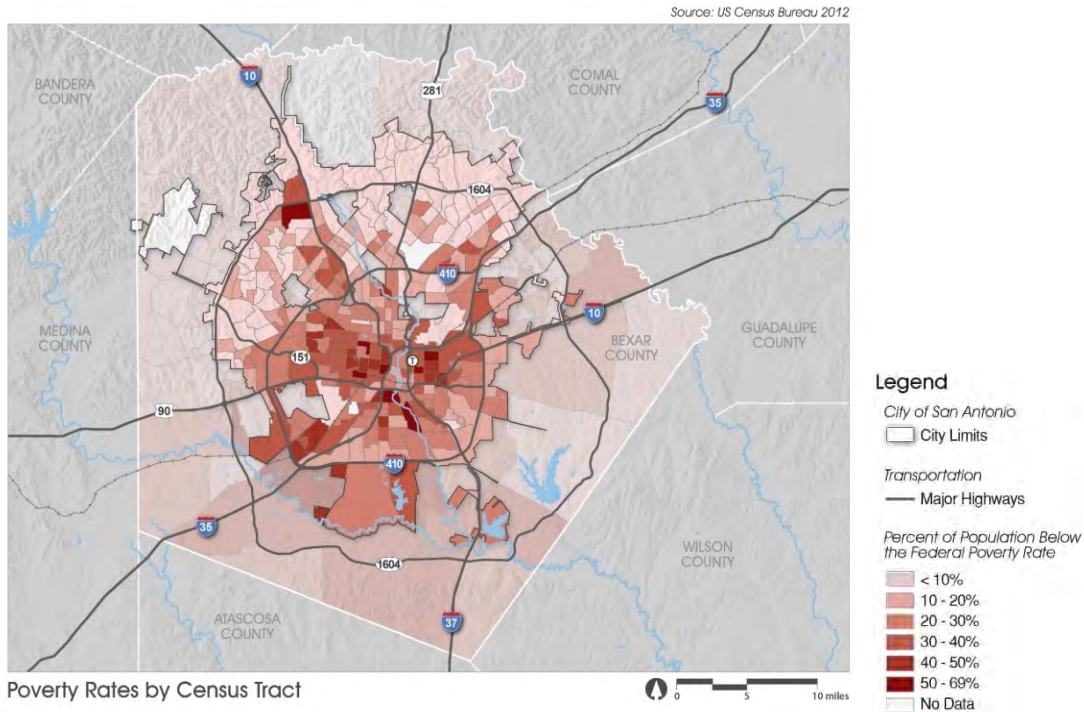 Source: US Census Bureau 2012
BANDERA
COUNTY
COMAL
COUNTY
10
281
35
1604
410
10
MEDINA
COUNTY
BEXAR
COUNTY
GUADALUPE
COUNTY
151
90
410
35
1604
WILSON
COUNTY
ATASCOSA
COUNTY
37
Poverty Rates by Census Tract
0 5 10 miles
Legend
City of San Antonio
City Limits
Transportation
Major Highways
Percent of Population Below
the Federal Poverty Rate
< 10%
10 - 20%
20 - 30%
30 - 40%
40 - 50%
50 - 69%
No Data